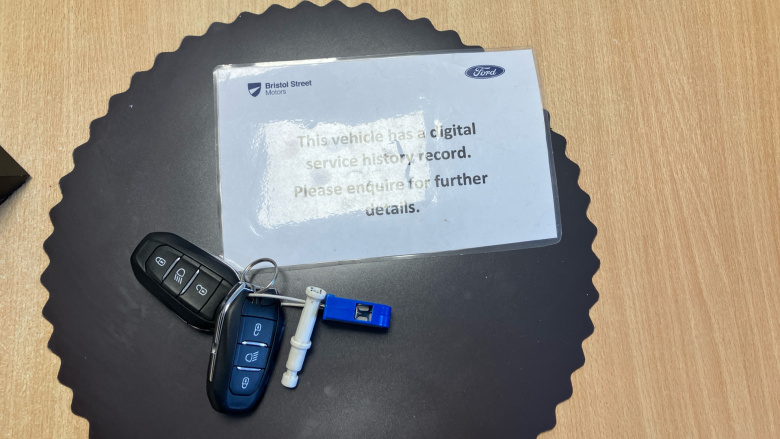 Bristol Street
Motors
Ford
This vehicle has a digital
service history record.
Please enquire for further
details.